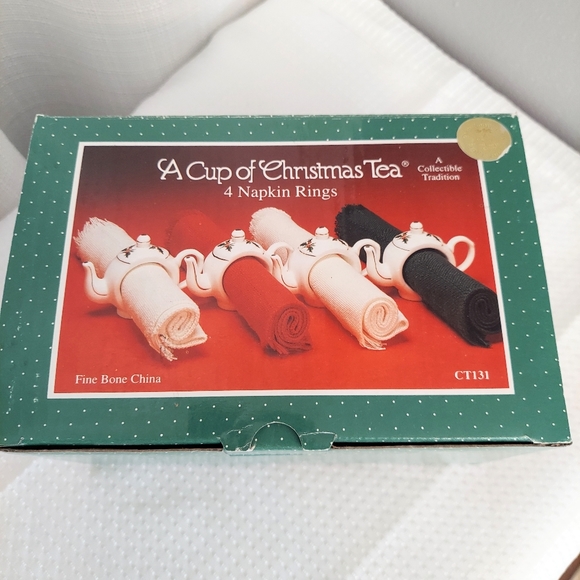 A Cup of Christmas Tea®
4 Napkin Rings
A
Collectible
Tradition
Fine Bone China
CT131